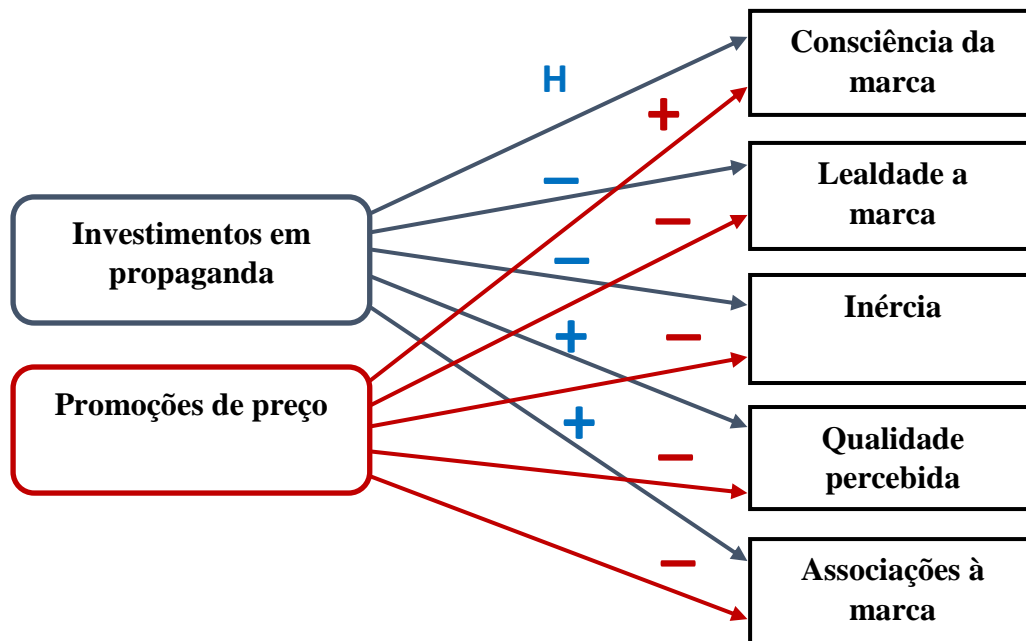 Consciência da
marca
H
+
Lealdade a
marca
−
−
Investimentos em
propaganda
−
Inércia
+
−
Promoções de preço
+
Qualidade
percebida
−
Associações à
marca
−